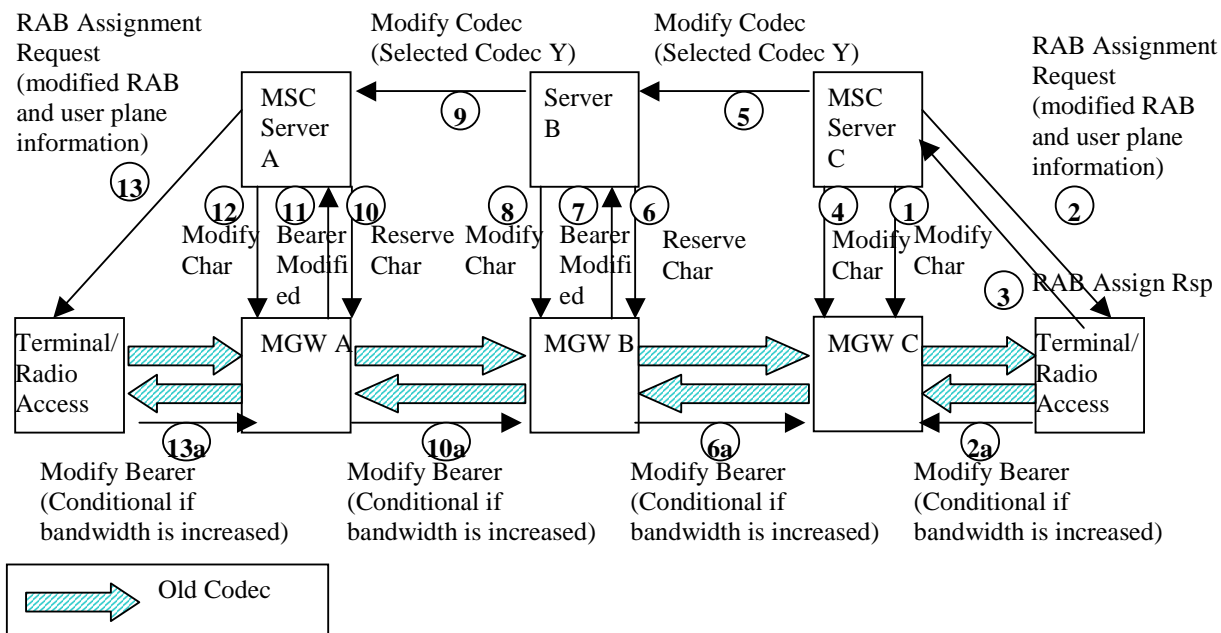 RAB Assignment
Request
(modified RAB
and user plane
information)
Modify Codec
(Selected Codec Y)
Modify Codec
(Selected Codec Y)
RAB Assignment
Request
(modified RAB
and user plane
information)
MSC
Server
A
9
Server
B
5
MSC
Server
C
13
12
11
10
8
7
6
4
1
2
Modify
Char
Bearer
Modifi
ed
Reserve
Char
Modify
Char
Bearer
Modifi
ed
Reserve
Char
Modify
Char
Modify
Char
3
RAB Assign Rsp
Terminal/
Radio
Access
MGW A
MGW B
MGW C
Terminal/
Radio
Access
13a
10a
6a
2a
Modify Bearer
(Conditional if
bandwidth is increased)
Modify Bearer
(Conditional if
bandwidth is increased)
Modify Bearer
(Conditional if
bandwidth is increased)
Modify Bearer
(Conditional if
bandwidth is increased)
Old Codec